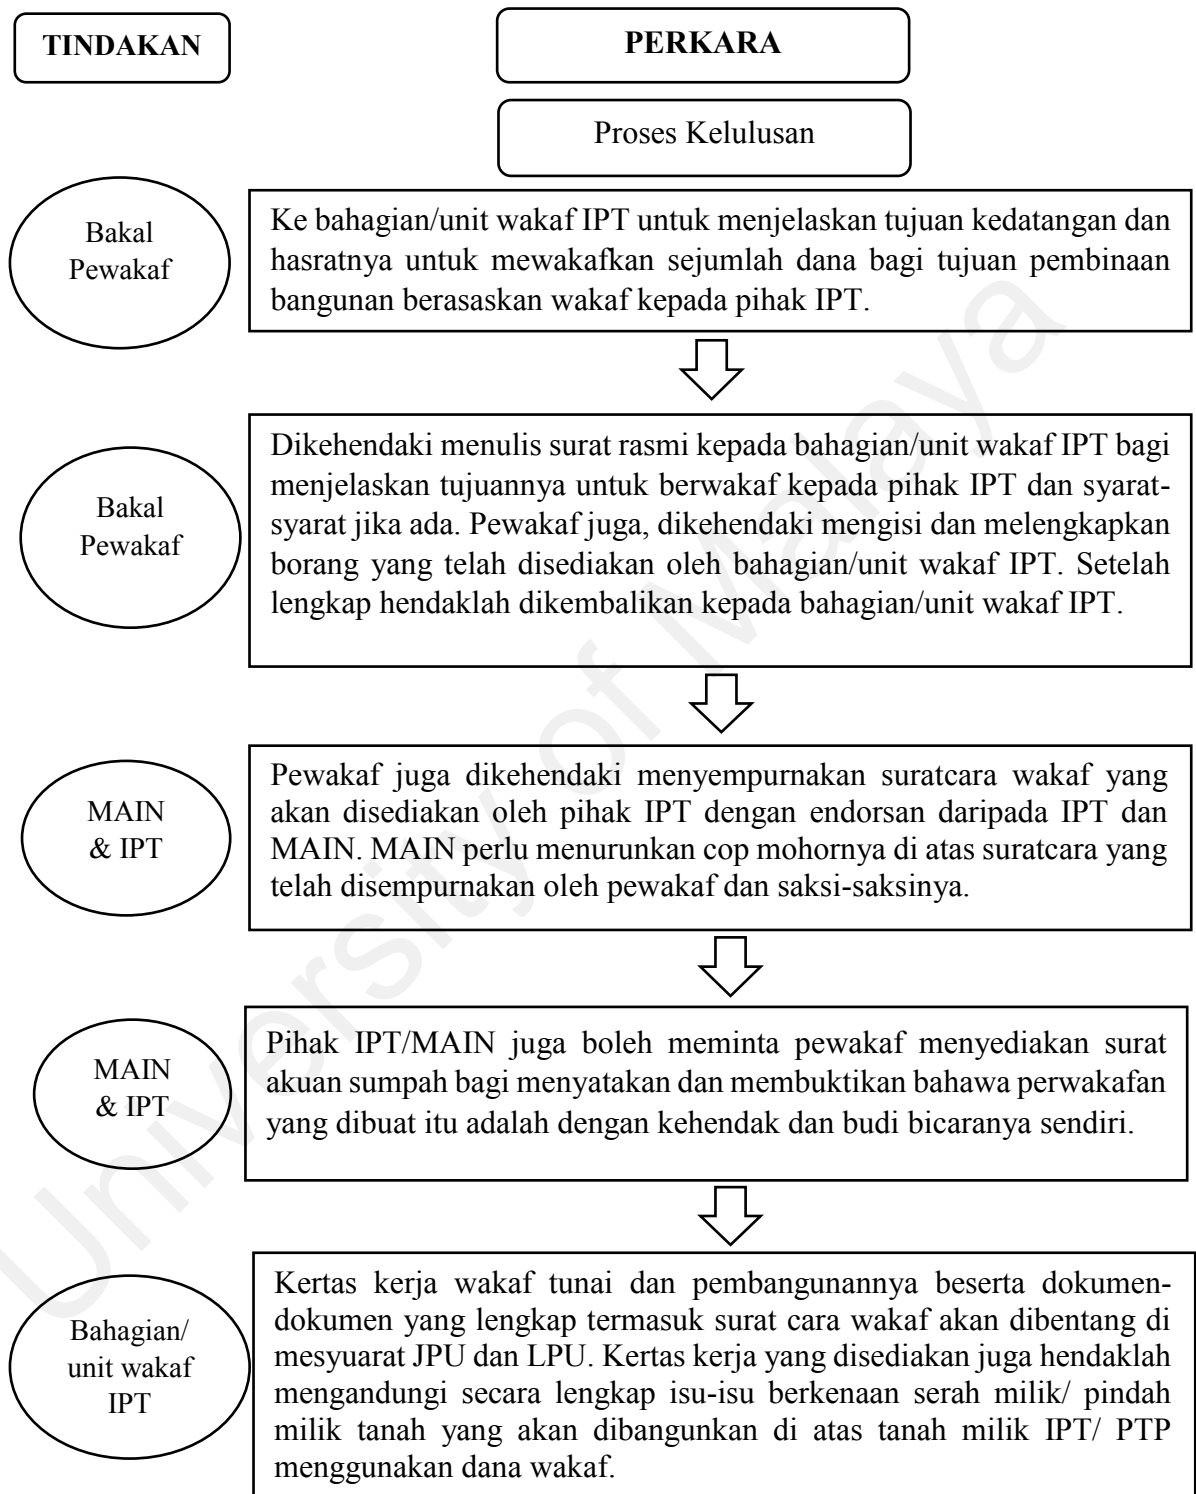 TINDAKAN
PERKARA
Proses Kelulusan
Bakal
Pewakaf
Ke bahagian/unit wakaf IPT untuk menjelaskan tujuan kedatangan dan
hasratnya untuk mewakafkan sejumlah dana bagi tujuan pembinaan
bangunan berasaskan wakaf kepada pihak IPT.
Bakal
Pewakaf
Dikehendaki menulis surat rasmi kepada bahagian/unit wakaf IPT bagi
menjelaskan tujuannya untuk berwakaf kepada pihak IPT dan syarat-
syarat jika ada. Pewakaf juga, dikehendaki mengisi dan melengkapkan
borang yang telah disediakan oleh bahagian/unit wakaf IPT. Setelah
lengkap hendaklah dikembalikan kepada bahagian/unit wakaf IPT.
MAIN
& IPT
Pewakaf juga dikehendaki menyempurnakan suratcara wakaf yang
akan disediakan oleh pihak IPT dengan endorsan daripada IPT dan
MAIN. MAIN perlu menurunkan cop mohornya di atas suratcara yang
telah disempurnakan oleh pewakaf dan saksi-saksinya.
MAIN
& IPT
Pihak IPT/MAIN juga boleh meminta pewakaf menyediakan surat
akuan sumpah bagi menyatakan dan membuktikan bahawa perwakafan
yang dibuat itu adalah dengan kehendak dan budi bicaranya sendiri.
Bahagian/
unit wakaf
IPT
Kertas kerja wakaf tunai dan pembangunannya beserta dokumen-
dokumen yang lengkap termasuk surat cara wakaf akan dibentang di
mesyuarat JPU dan LPU. Kertas kerja yang disediakan juga hendaklah
mengandungi secara lengkap isu-isu berkenaan serah milik/ pindah
milik tanah yang akan dibangunkan di atas tanah milik IPT/ PTP
menggunakan dana wakaf.
University of Malaya